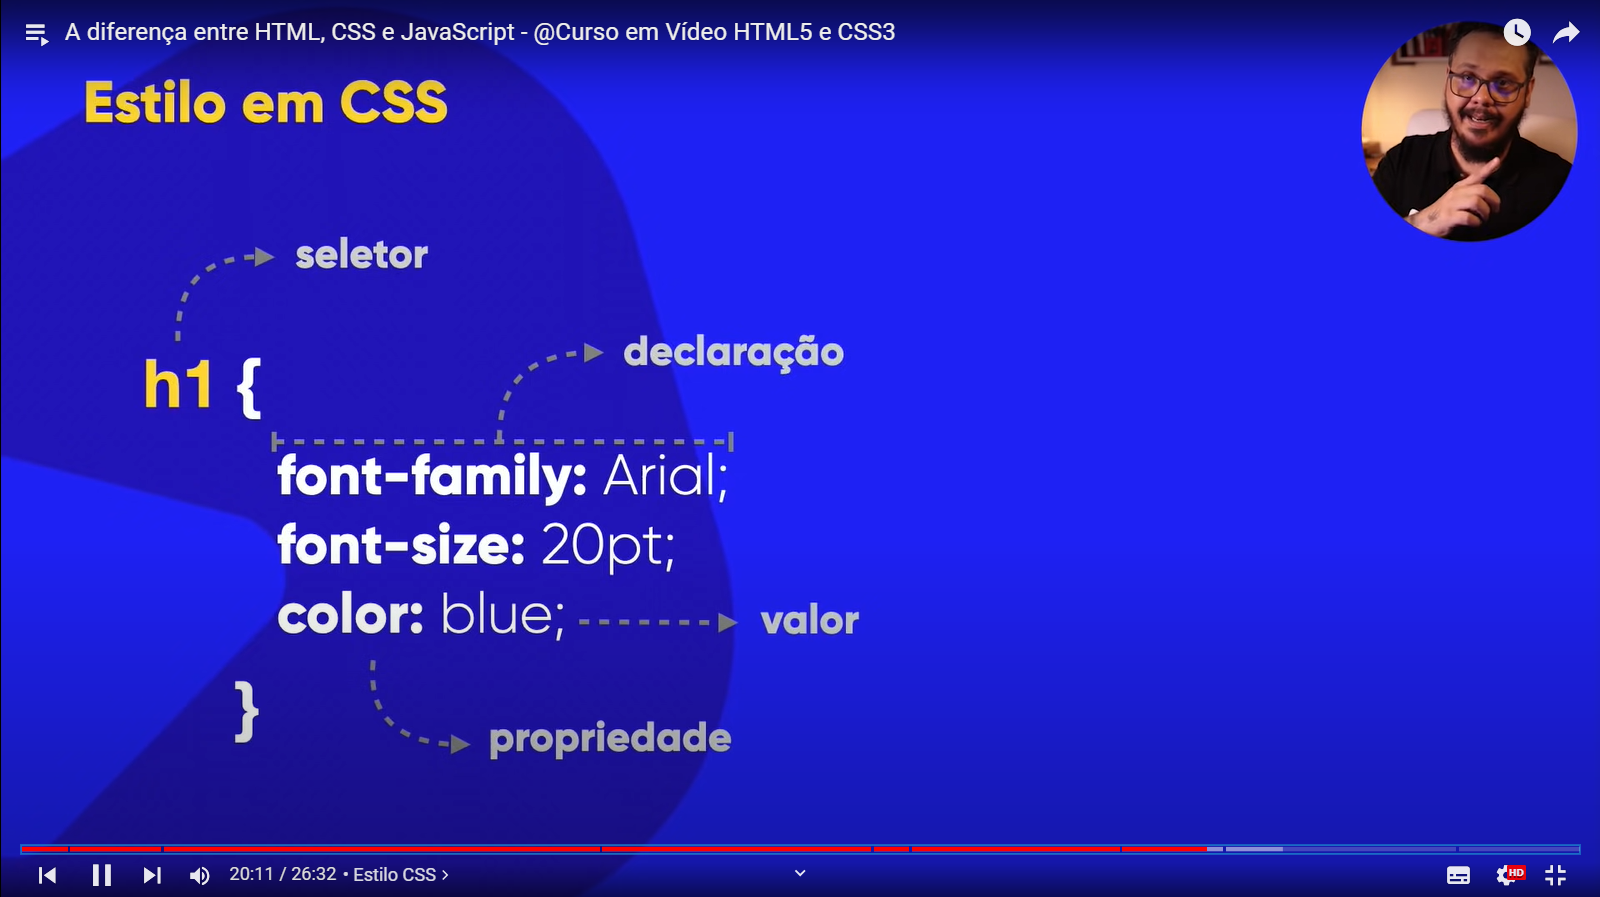 A diferença entre HTML, CSS e JavaScript - @Curso em Vídeo HTML5 e CSS3
Estilo em CSS
seletor
declaração
h1 {
font-family: Arial;
font-size: 20pt;
color: blue;
valor
}
propriedade
20:11 / 26:32 • Estilo CSS ›
HD